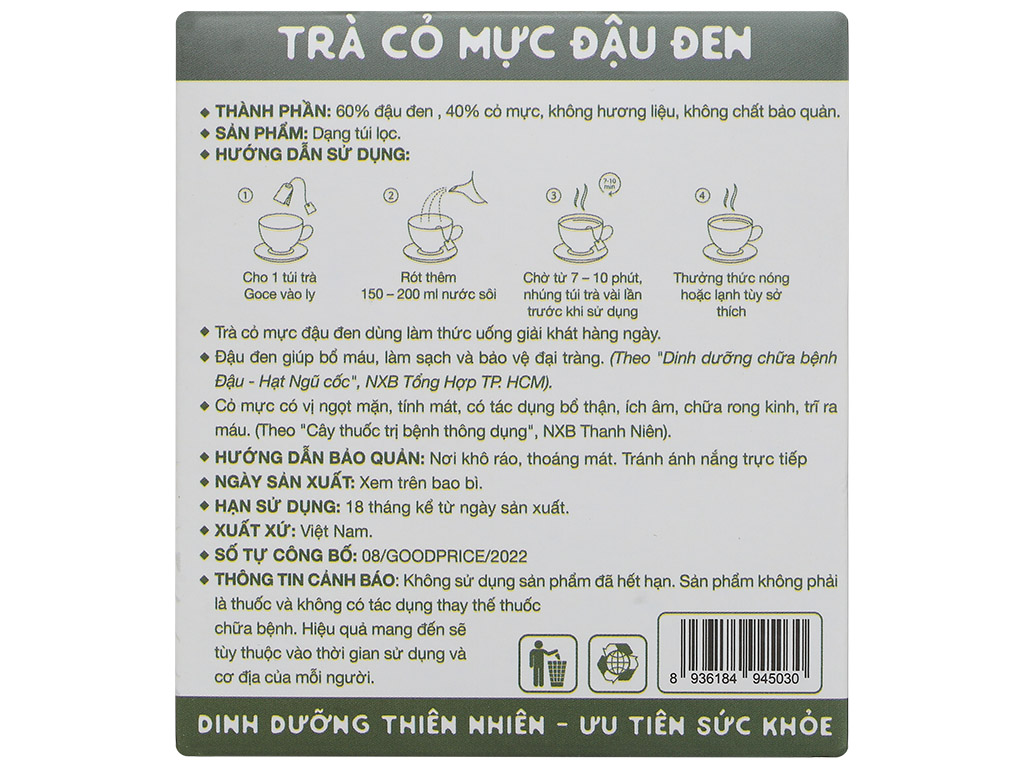 TRÀ CỎ MỰC ĐẬU ĐEN
◆ THÀNH PHẦN: 60% đậu đen , 40% cỏ mực, không hương liệu, không chất bảo quản.
◆ SẢN PHẨM: Dạng túi lọc.
◆ HƯỚNG DẪN SỬ DỤNG:
1
Cho 1 túi trà
Goce vào ly
2
Rót thêm
150 – 200 ml nước sôi
3
7-10
min
Chờ từ 7 – 10 phút,
nhúng túi trà vài lần
trước khi sử dụng
4
Thưởng thức nóng
hoặc lạnh tùy sở
thích
◆ Trà cỏ mực đậu đen dùng làm thức uống giải khát hàng ngày.
◆ Đậu đen giúp bổ máu, làm sạch và bảo vệ đại tràng. (Theo "Dinh dưỡng chữa bệnh
Đậu - Hạt Ngũ cốc", NXB Tổng Hợp TP. HCM).
◆ Cỏ mực có vị ngọt mặn, tính mát, có tác dụng bổ thận, ích âm, chữa rong kinh, trĩ ra
máu. (Theo "Cây thuốc trị bệnh thông dụng", NXB Thanh Niên).
◆ HƯỚNG DẪN BẢO QUẢN: Nơi khô ráo, thoáng mát. Tránh ánh nắng trực tiếp
◆ NGÀY SẢN XUẤT: Xem trên bao bì.
◆ HẠN SỬ DỤNG: 18 tháng kể từ ngày sản xuất.
◆ XUẤT XỨ: Việt Nam.
◆ SỐ TỰ CÔNG BỐ: 08/GOODPRICE/2022
◆ THÔNG TIN CẢNH BÁO: Không sử dụng sản phẩm đã hết hạn. Sản phẩm không phải
là thuốc và không có tác dụng thay thế thuốc
chữa bệnh. Hiệu quả mang đến sẽ
tùy thuộc vào thời gian sử dụng và
cơ địa của mỗi người.
8 936184 945030
DINH DƯỠNG THIÊN NHIÊN – ƯU TIÊN SỨC KHỎE